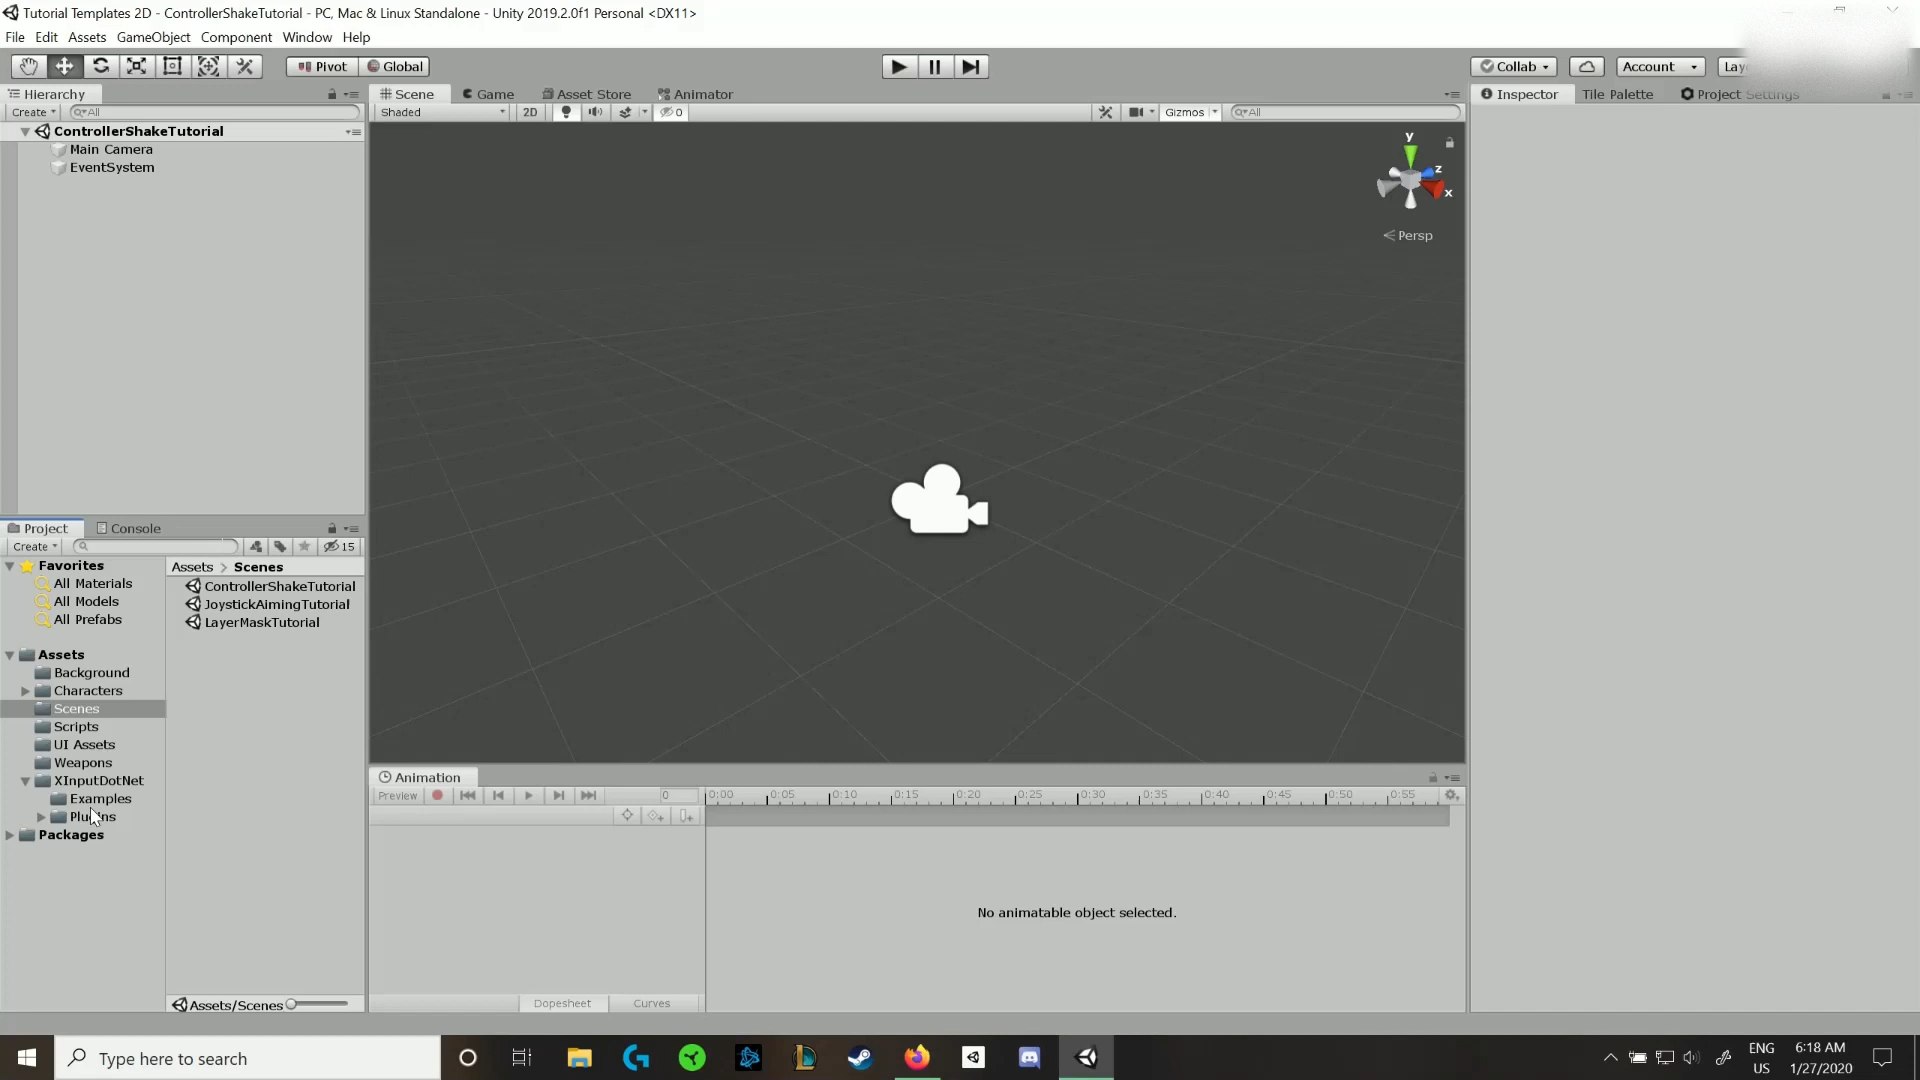 Tutorial Templates 2D - ControllerShakeTutorial - PC, Mac & Linux Standalone - Unity 2019.2.0f1 Personal <DX11>
File Edit Assets GameObject Component Window Help
Pivot Global Collab Account
Hierarchy Scene Game Asset Store Animator Inspector Tile Palette Project Settings
Create All Shaded 2D 0 Gizmos All
ControllerShakeTutorial
Main Camera
EventSystem
y
z
x
Persp
Project Console
Create 15
Favorites
All Materials
All Models
All Prefabs
Assets
Background
Characters
Scenes
Scripts
UI Assets
Weapons
XInputDotNet
Examples
Packages
Assets > Scenes
ControllerShakeTutorial
JoystickAimingTutorial
LayerMaskTutorial
Assets/Scenes
Animation
Preview 0 0:00 0:05 0:10 0:15 0:20 0:25 0:30 0:35 0:40 0:45 0:50 0:55
No animatable object selected.
Dopesheet Curves
Type here to search
ENG
US
6:18 AM
1/27/2020